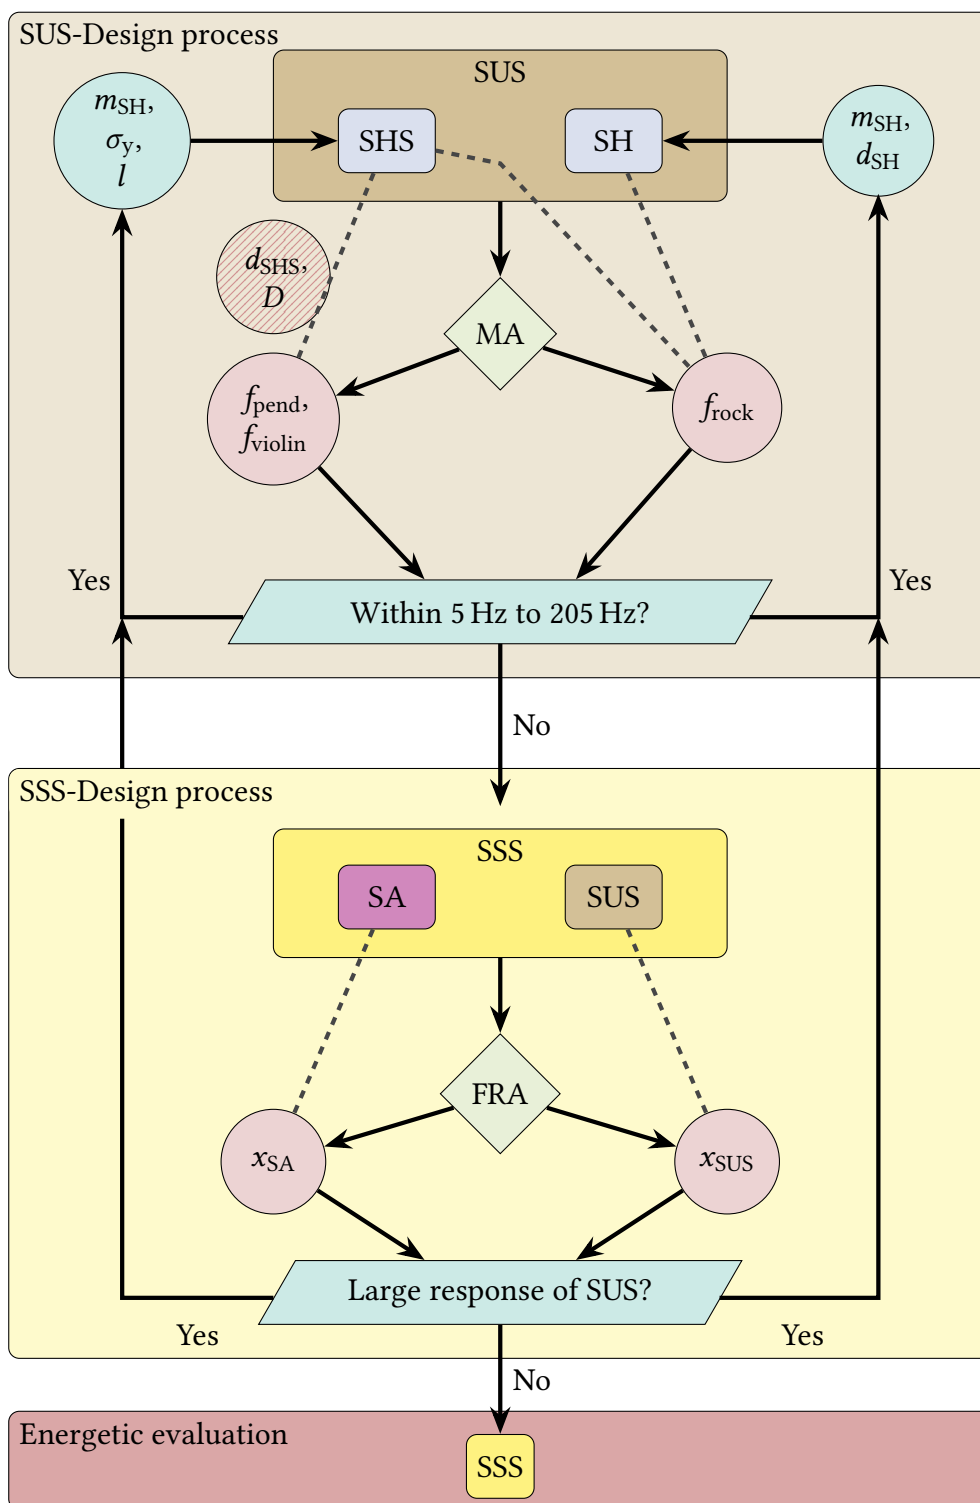 SUS-Design process
SUS
m_SH,
σ_y,
l
SHS
SH
m_SH,
d_SH
d_SHS,
D
MA
f_pend,
f_violin
f_rock
Yes
Yes
Within 5 Hz to 205 Hz?
No
SSS-Design process
SSS
SA
SUS
FRA
x_SA
x_SUS
Large response of SUS?
Yes
Yes
No
Energetic evaluation
SSS